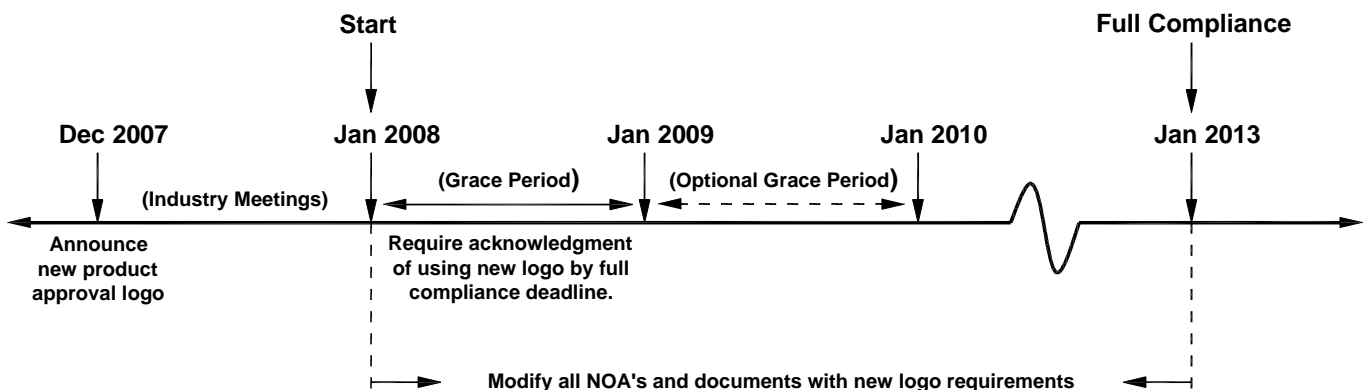 Start
Full Compliance
Dec 2007
Jan 2008
Jan 2009
Jan 2010
Jan 2013
(Industry Meetings)
(Grace Period)
(Optional Grace Period)
Announce
new product
approval logo
Require acknowledgment
of using new logo by full
compliance deadline.
Modify all NOA's and documents with new logo requirements